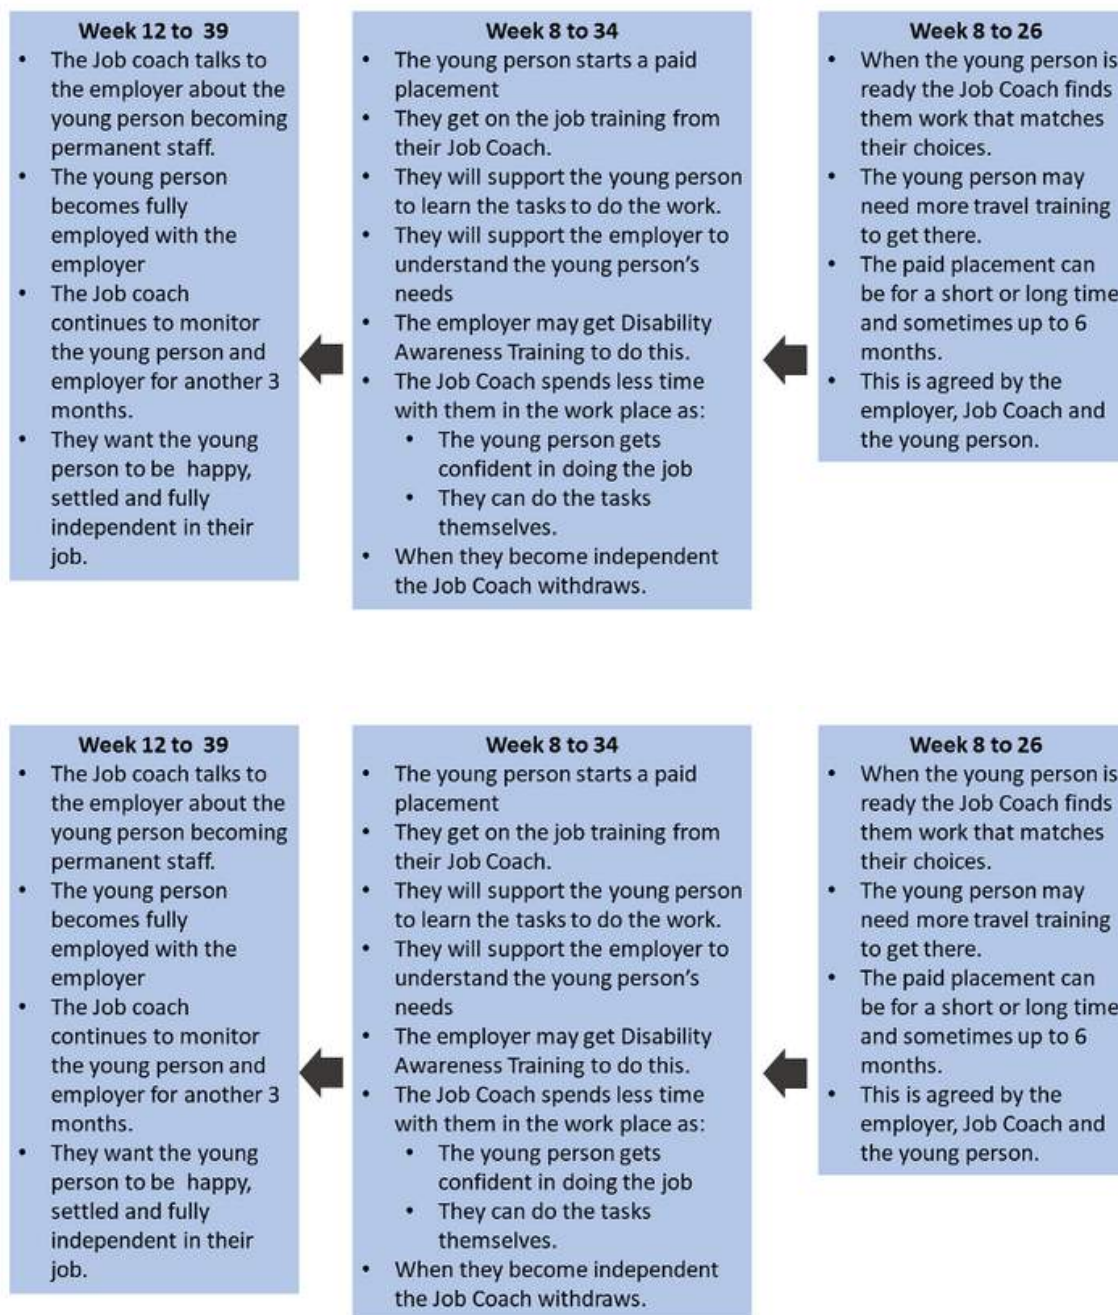 Week 12 to 39
• The Job coach talks to
the employer about the
young person becoming
permanent staff.
• The young person
becomes fully
employed with the
employer
• The Job coach
continues to monitor
the young person and
employer for another 3
months.
• They want the young
person to be happy,
settled and fully
independent in their
job.
Week 8 to 34
• The young person starts a paid
placement
• They get on the job training from
their Job Coach.
• They will support the young person
to learn the tasks to do the work.
• They will support the employer to
understand the young person's
needs
• The employer may get Disability
Awareness Training to do this.
• The Job Coach spends less time
with them in the work place as:
• The young person gets
confident in doing the job
• They can do the tasks
themselves.
• When they become independent
the Job Coach withdraws.
Week 8 to 26
• When the young person is
ready the Job Coach finds
them work that matches
their choices.
• The young person may
need more travel training
to get there.
• The paid placement can
be for a short or long time
and sometimes up to 6
months.
• This is agreed by the
employer, Job Coach and
the young person.
Week 12 to 39
• The Job coach talks to
the employer about the
young person becoming
permanent staff.
• The young person
becomes fully
employed with the
employer
• The Job coach
continues to monitor
the young person and
employer for another 3
months.
• They want the young
person to be happy,
settled and fully
independent in their
job.
Week 8 to 34
• The young person starts a paid
placement
• They get on the job training from
their Job Coach.
• They will support the young person
to learn the tasks to do the work.
• They will support the employer to
understand the young person's
needs
• The employer may get Disability
Awareness Training to do this.
• The Job Coach spends less time
with them in the work place as:
• The young person gets
confident in doing the job
• They can do the tasks
themselves.
• When they become independent
the Job Coach withdraws.
Week 8 to 26
• When the young person is
ready the Job Coach finds
them work that matches
their choices.
• The young person may
need more travel training
to get there.
• The paid placement can
be for a short or long time
and sometimes up to 6
months.
• This is agreed by the
employer, Job Coach and
the young person.